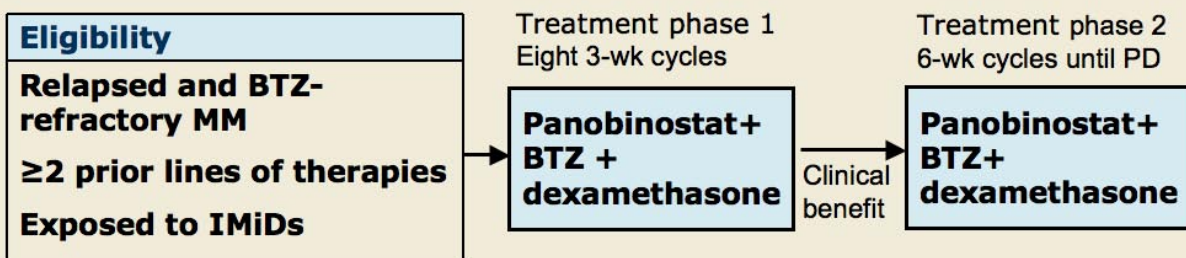 Eligibility
Relapsed and BTZ-
refractory MM
≥2 prior lines of therapies
Exposed to IMiDs
Treatment phase 1
Eight 3-wk cycles
Panobinostat+
BTZ +
dexamethasone
Clinical
benefit
Treatment phase 2
6-wk cycles until PD
Panobinostat+
BTZ+
dexamethasone